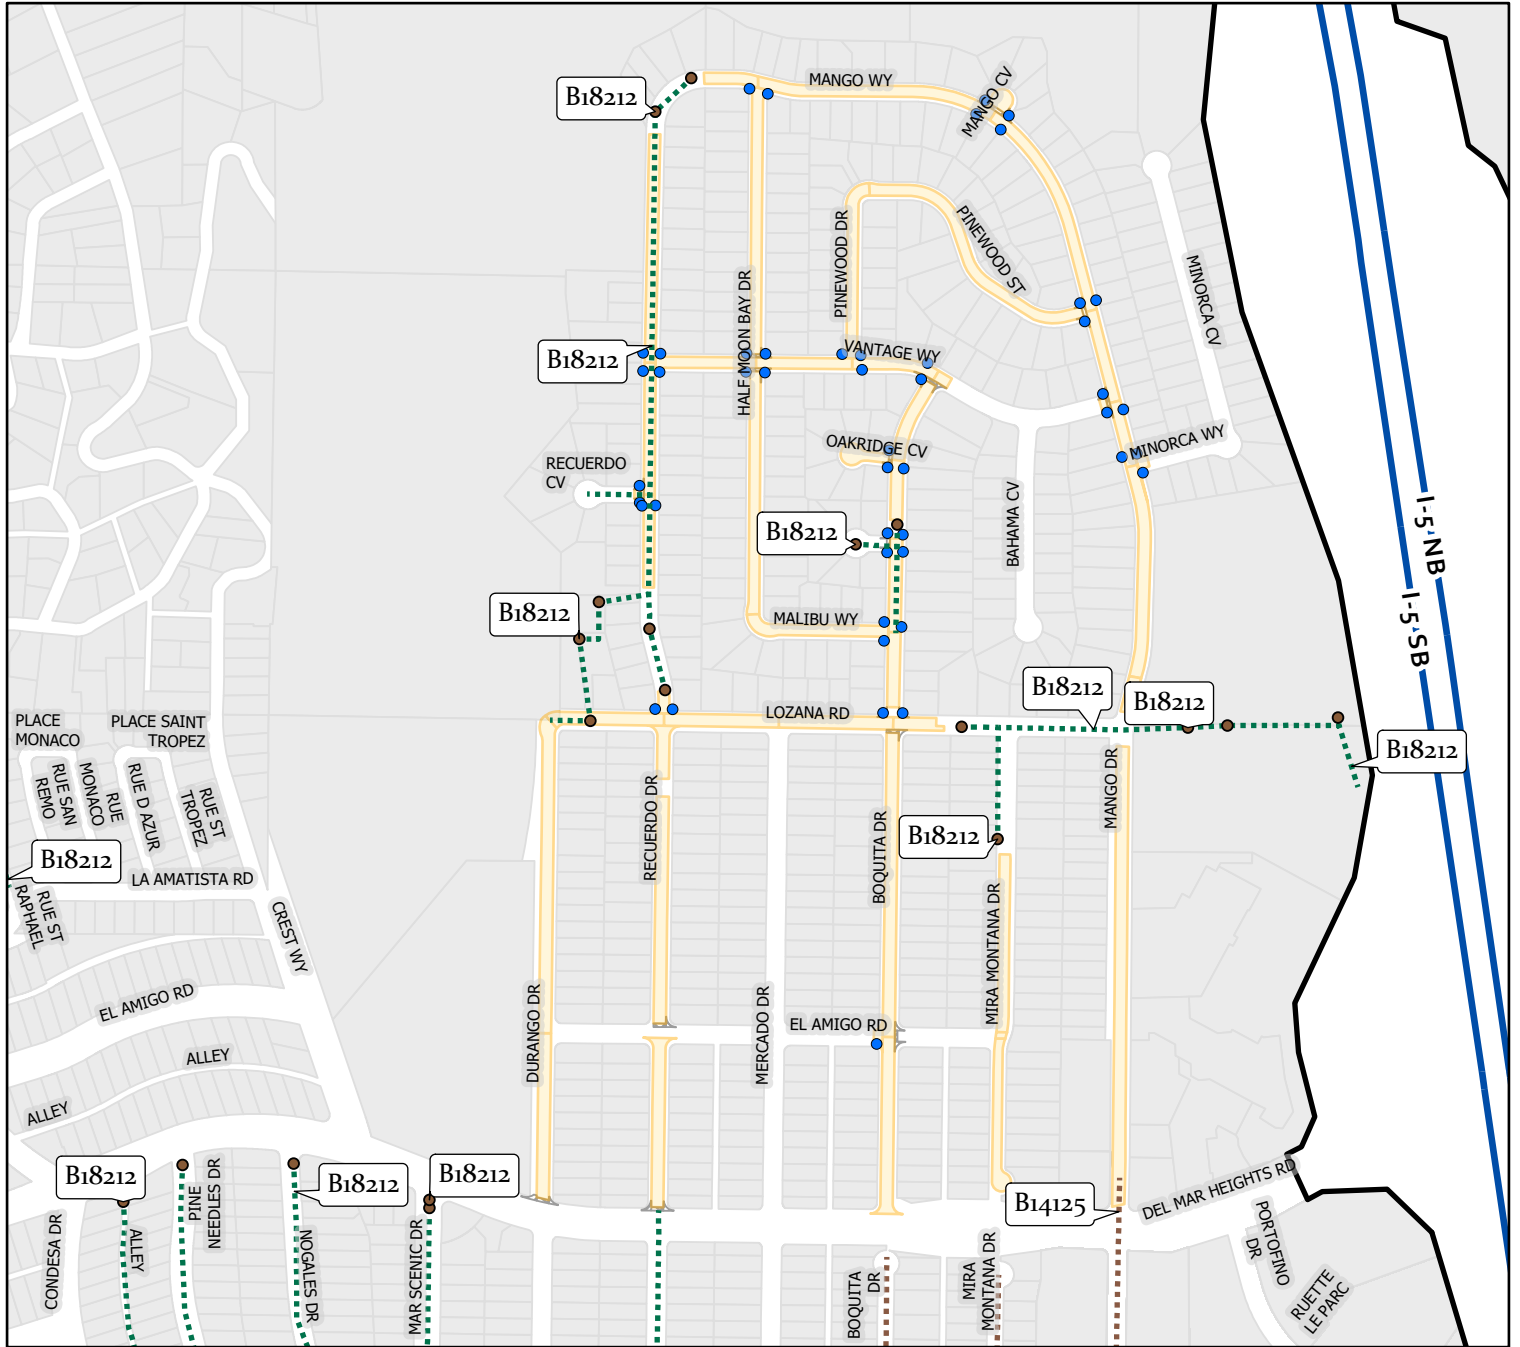 MANGO WY
MANGO CV
B18212
PINEWOOD DR
PINEWOOD ST
MINORCA CV
HALF MOON BAY DR
B18212
VANTAGE WY
OAKRIDGE CV
MINORCA WY
RECUERDO
CV
BAHAMA CV
B18212
I-5 NB
I-5 SB
B18212
MALIBU WY
B18212
B18212
LOZANA RD
PLACE
MONACO
PLACE SAINT
TROPEZ
B18212
RUE SAN
REMO
MONACO
RUE
RUE D AZUR
RUE ST
TROPEZ
RECUERDO DR
BOQUITA DR
MANGO DR
B18212
B18212
LA AMATISTA RD
RUE ST
RAPHAEL
CREST WY
MIRA MONTANA DR
EL AMIGO RD
DURANGO DR
MERCADO DR
EL AMIGO RD
ALLEY
ALLEY
B18212
PINE
NEEDLES DR
B18212
B18212
B14125
DEL MAR HEIGHTS RD
CONDESA DR
ALLEY
NOGALES DR
MAR SCENIC DR
BOQUITA
DR
MIRA
MONTANA DR
PORTOFINO
DR
RUETTE
LE PARC